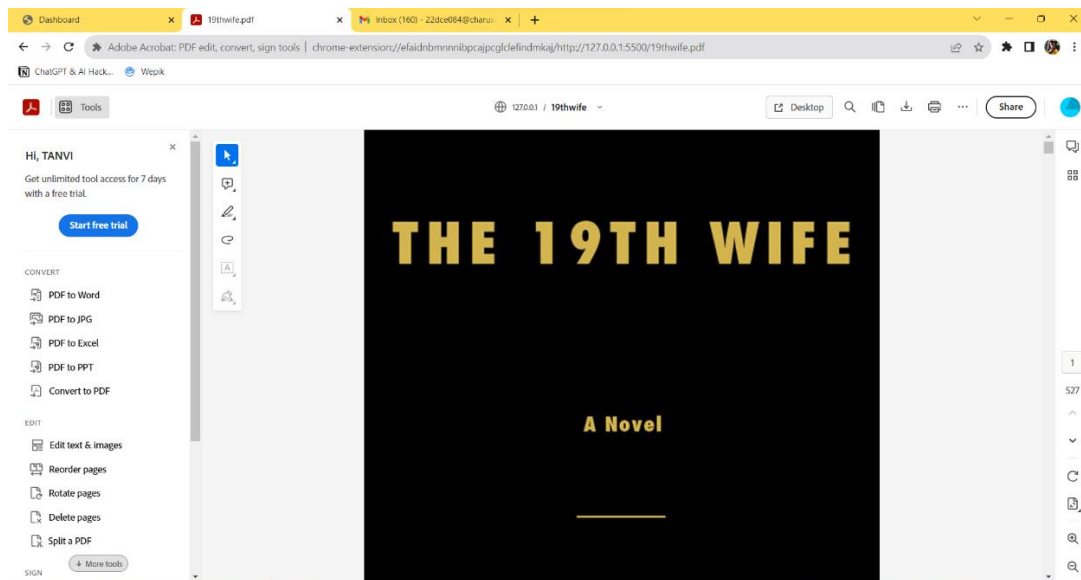 Dashboard
19thwife.pdf
Inbox (160) - 22dce084@charus
Adobe Acrobat: PDF edit, convert, sign tools | chrome-extension://efaidnbmnnnibpcajpcglclefindmkaj/http://127.0.0.1:5500/19thwife.pdf
ChatGPT & AI Hack...
Wepik
Tools
127.0.0.1 / 19thwife
Desktop
Share
Hi, TANVI
Get unlimited tool access for 7 days
with a free trial.
Start free trial
CONVERT
PDF to Word
PDF to JPG
PDF to Excel
PDF to PPT
Convert to PDF
EDIT
Edit text & images
Reorder pages
Rotate pages
Delete pages
Split a PDF
More tools
SIGN
THE 19TH WIFE
A Novel
1
527